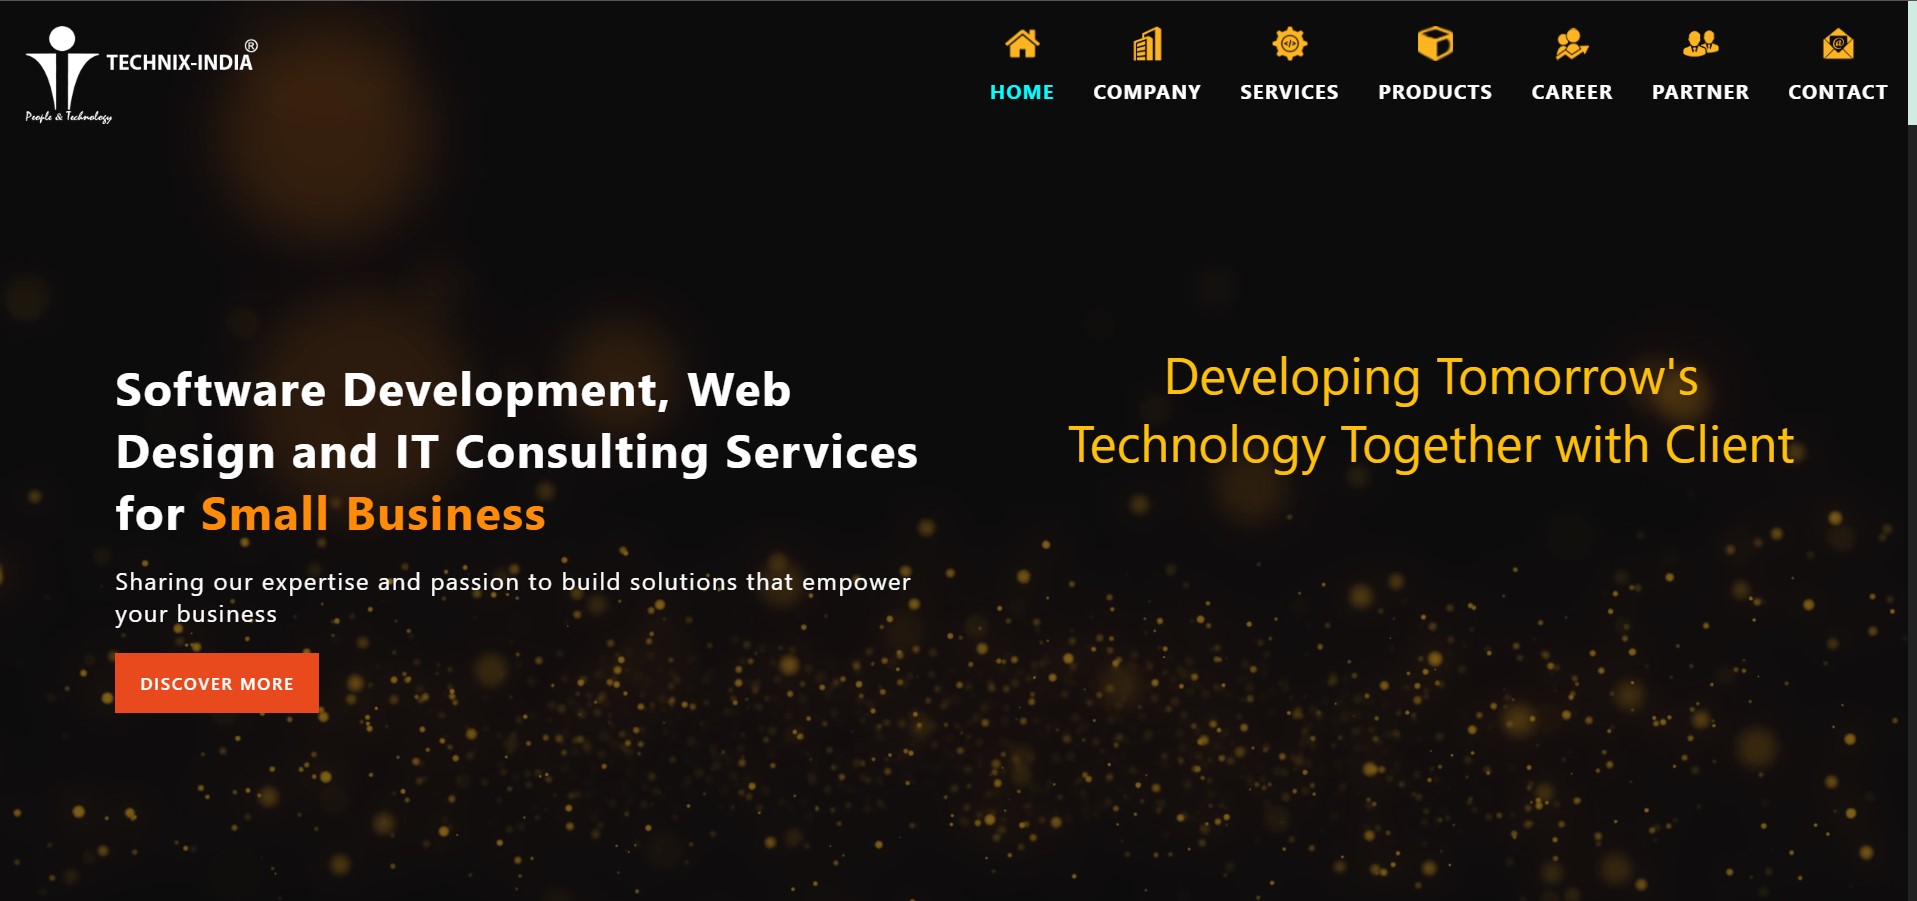 TECHNIX-INDIA®
People & Technology
HOME
COMPANY
SERVICES
PRODUCTS
CAREER
PARTNER
CONTACT
Software Development, Web
Design and IT Consulting Services
for Small Business
Sharing our expertise and passion to build solutions that empower
your business
DISCOVER MORE
Developing Tomorrow's
Technology Together with Client